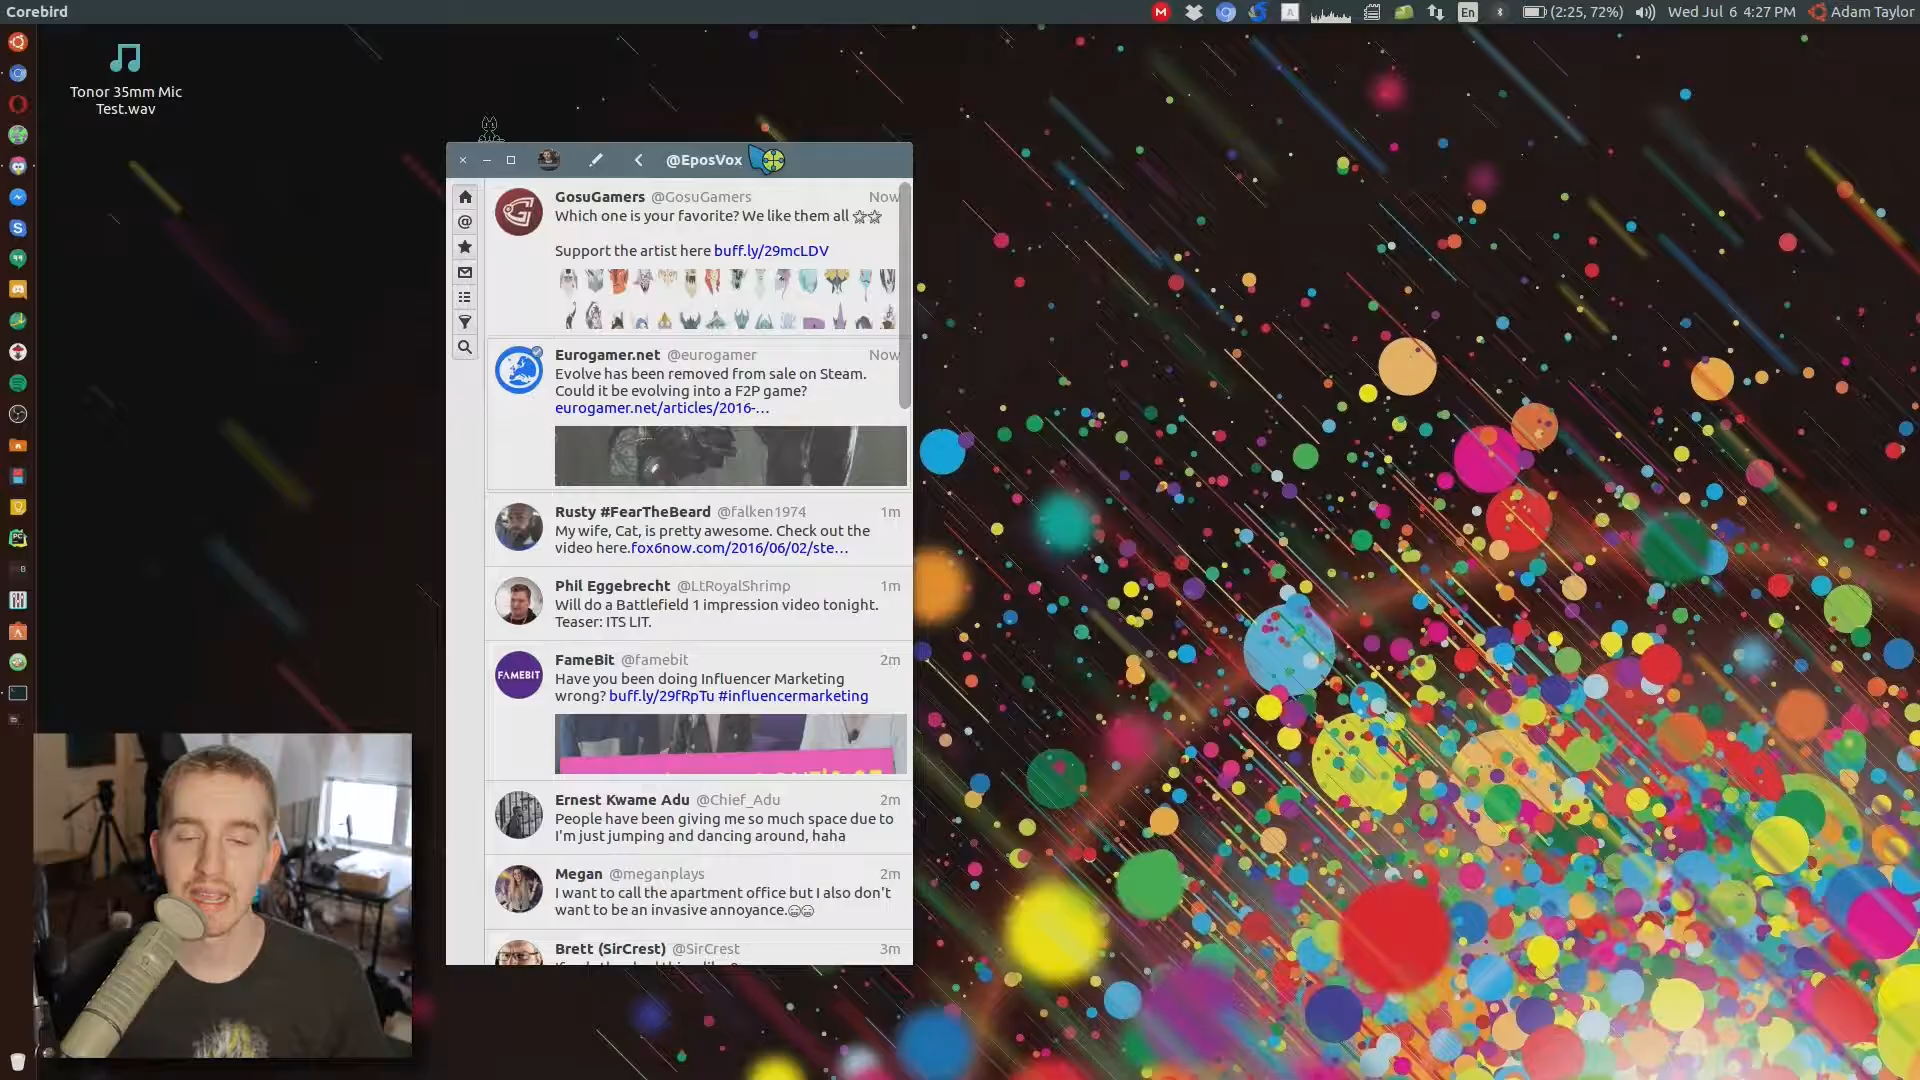 Corebird
En
(2:25, 72%)
Wed Jul 6 4:27 PM
Adam Taylor
Tonor 35mm Mic
Test.wav
@EposVox
GosuGamers @GosuGamers Now
Which one is your favorite? We like them all ☆☆
Support the artist here buff.ly/29mcLDV
Eurogamer.net @eurogamer Now
Evolve has been removed from sale on Steam.
Could it be evolving into a F2P game?
eurogamer.net/articles/2016-…
Rusty #FearTheBeard @falken1974 1m
My wife, Cat, is pretty awesome. Check out the
video here.fox6now.com/2016/06/02/ste…
Phil Eggebrecht @LtRoyalShrimp 1m
Will do a Battlefield 1 impression video tonight.
Teaser: ITS LIT.
FAMEBIT
FameBit @famebit 2m
Have you been doing Influencer Marketing
wrong? buff.ly/29fRpTu #influencermarketing
Ernest Kwame Adu @Chief_Adu 2m
People have been giving me so much space due to
I'm just jumping and dancing around, haha
Megan @meganplays 2m
I want to call the apartment office but I also don't
want to be an invasive annoyance.
Brett (SirCrest) @SirCrest 3m